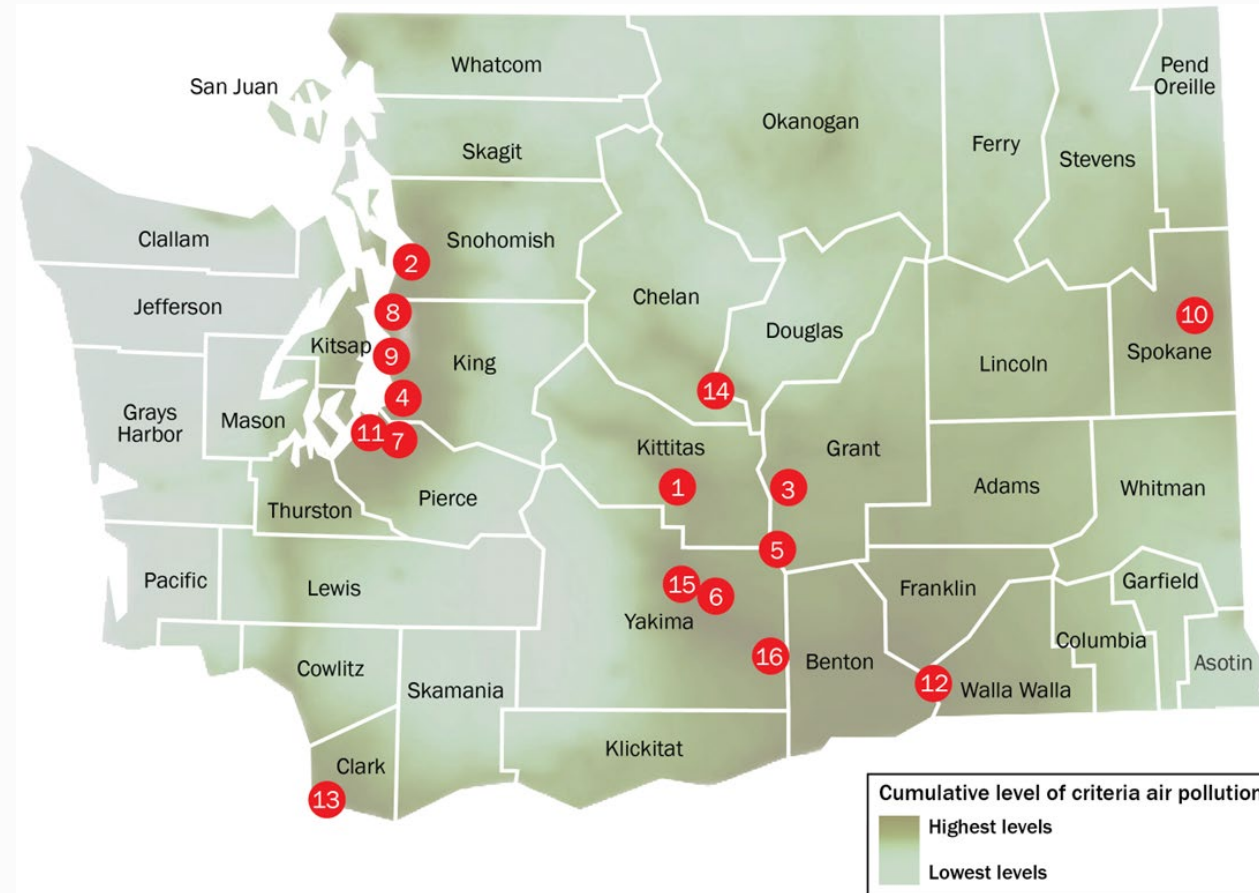 Whatcom
Pend
Oreille
San Juan
Okanogan
Ferry
Stevens
Skagit
Clallam
Snohomish
2
Chelan
Jefferson
8
Douglas
10
Kitsap
9
King
Lincoln
Spokane
14
4
Grays
Harbor
Mason
11
7
Kittitas
Grant
1
3
Adams
Whitman
Pierce
Thurston
5
Pacific
Lewis
15
6
Franklin
Garfield
Yakima
Columbia
16
Benton
Asotin
Cowlitz
Skamania
12
Walla Walla
Klickitat
Clark
13
Cumulative level of criteria air pollution
Highest levels
Lowest levels